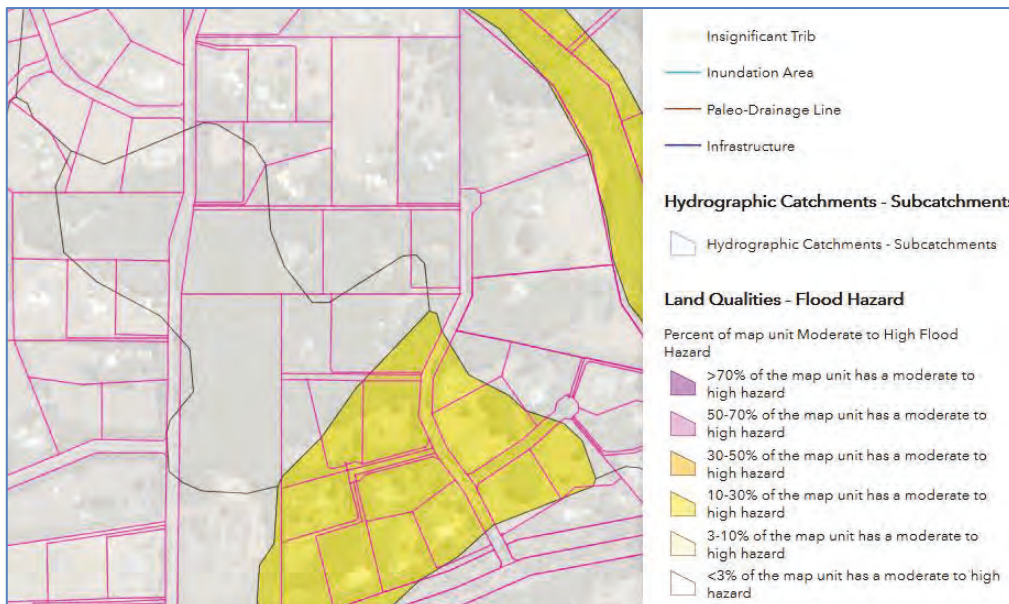 Insignificant Trib
Inundation Area
Paleo-Drainage Line
Infrastructure
Hydrographic Catchments - Subcatchments
Hydrographic Catchments - Subcatchments
Land Qualities - Flood Hazard
Percent of map unit Moderate to High Flood
Hazard
>70% of the map unit has a moderate to
high hazard
50-70% of the map unit has a moderate to
high hazard
30-50% of the map unit has a moderate to
high hazard
10-30% of the map unit has a moderate to
high hazard
3-10% of the map unit has a moderate to
high hazard
<3% of the map unit has a moderate to high
hazard